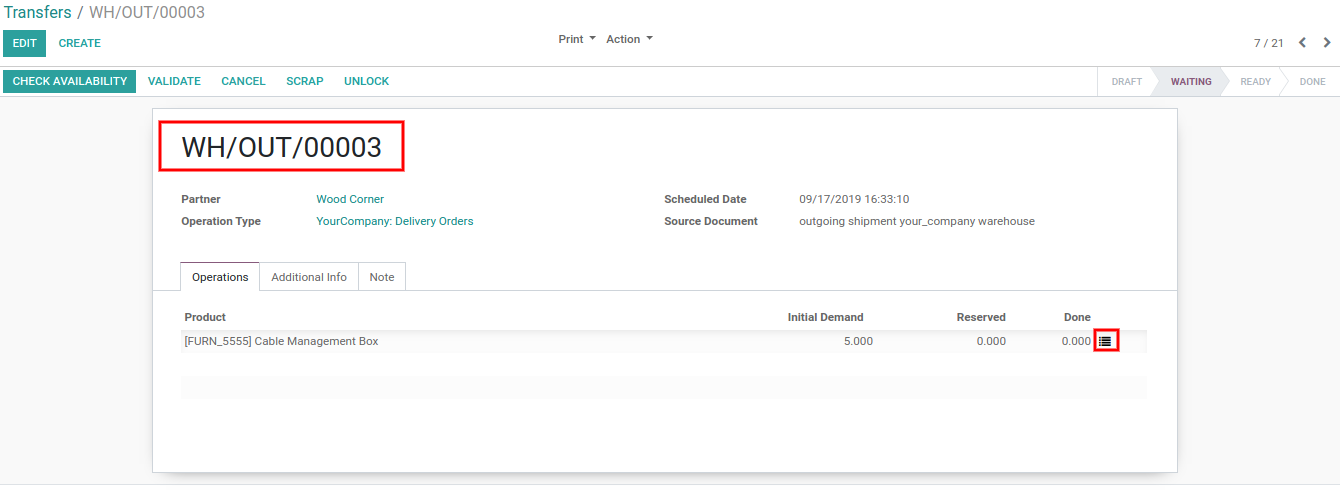 Transfers / WH/OUT/00003
EDIT CREATE Print Action 7 / 21
CHECK AVAILABILITY VALIDATE CANCEL SCRAP UNLOCK DRAFT WAITING READY DONE
WH/OUT/00003
Partner Wood Corner Scheduled Date 09/17/2019 16:33:10
Operation Type YourCompany: Delivery Orders Source Document outgoing shipment your_company warehouse
Operations Additional Info Note
Product Initial Demand Reserved Done
[FURN_5555] Cable Management Box 5.000 0.000 0.000